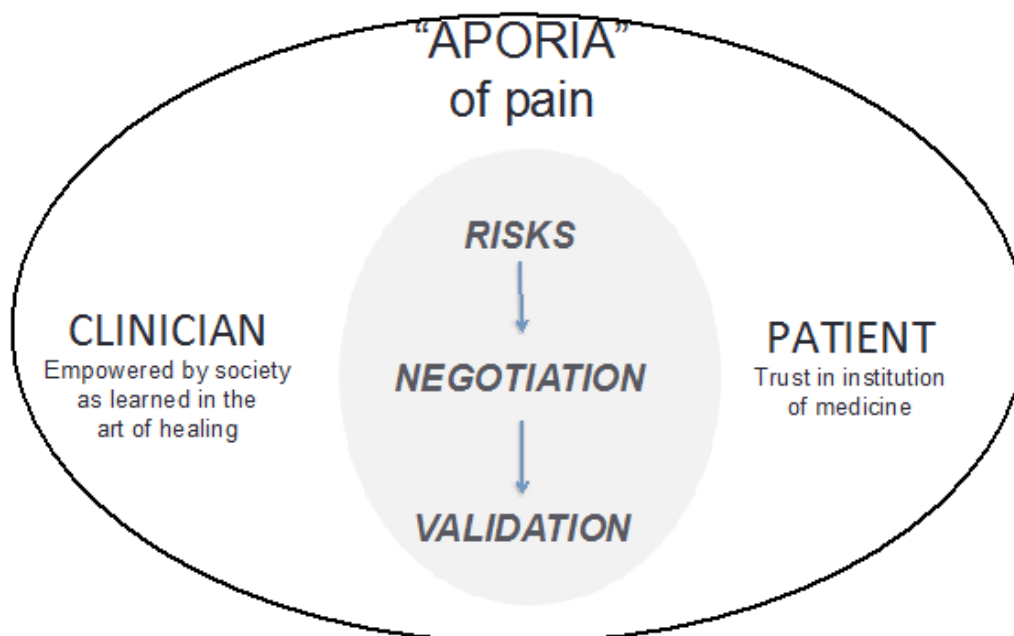 “APORIA”
of pain
RISKS
CLINICIAN
Empowered by society
as learned in the
art of healing
NEGOTIATION
PATIENT
Trust in institution
of medicine
VALIDATION